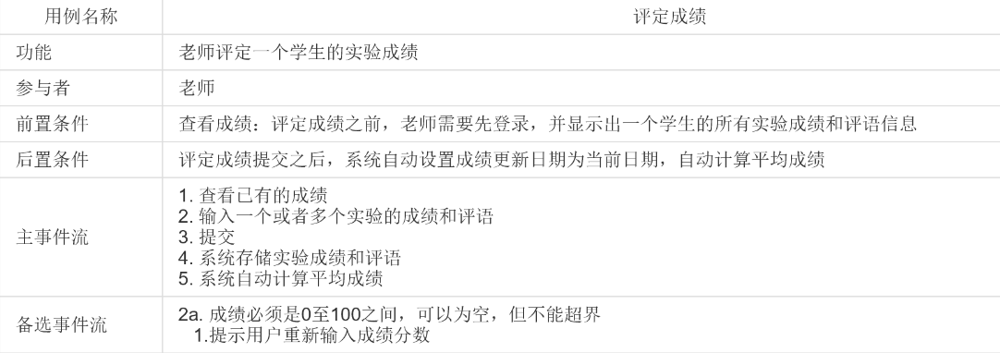 用例名称 评定成绩
功能 老师评定一个学生的实验成绩
参与者 老师
前置条件 查看成绩：评定成绩之前，老师需要先登录，并显示出一个学生的所有实验成绩和评语信息
后置条件 评定成绩提交之后，系统自动设置成绩更新日期为当前日期，自动计算平均成绩
主事件流
1. 查看已有的成绩
2. 输入一个或者多个实验的成绩和评语
3. 提交
4. 系统存储实验成绩和评语
5. 系统自动计算平均成绩
备选事件流
2a. 成绩必须是0至100之间，可以为空，但不能超界
1.提示用户重新输入成绩分数